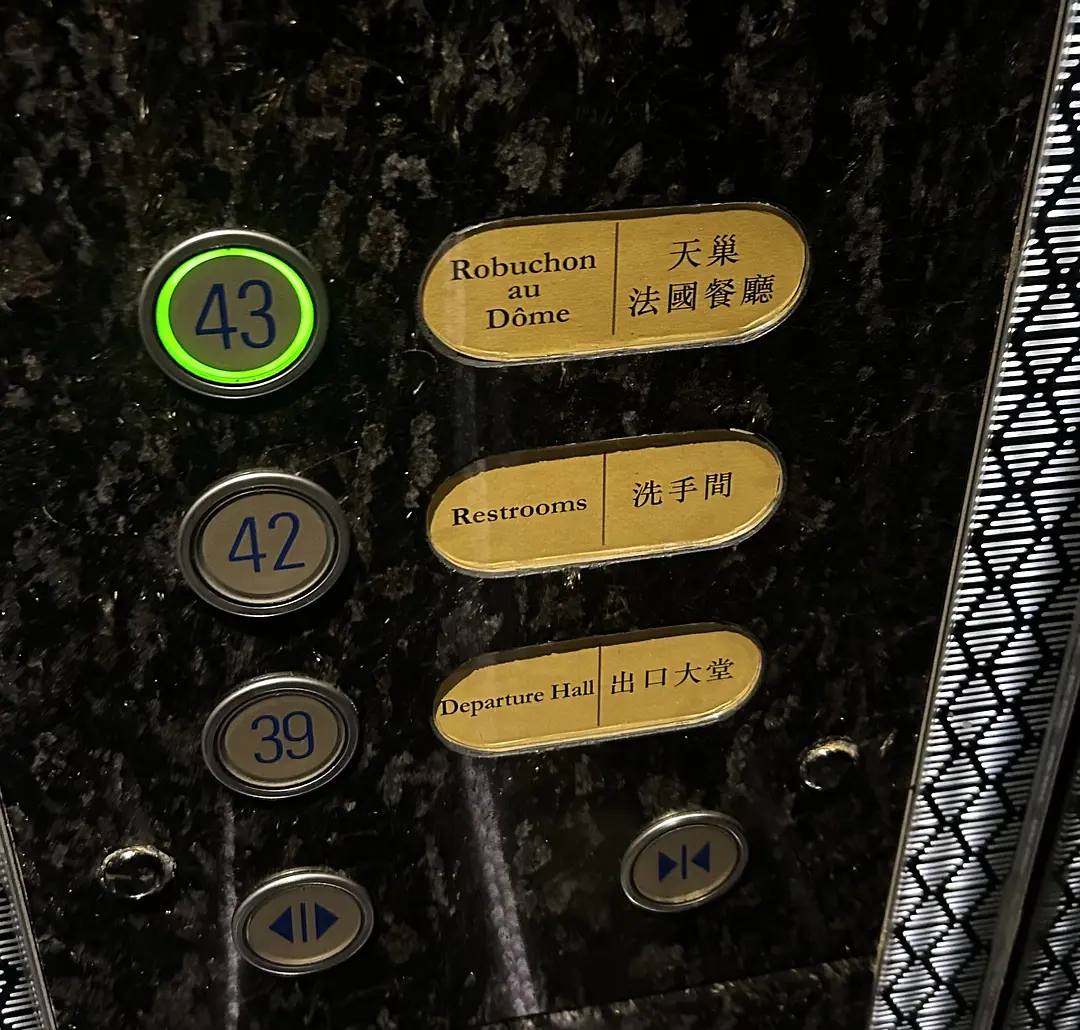 43
Robuchon
au
Dôme
天巢
法國餐廳
42
Restrooms
洗手間
39
Departure Hall
出口大堂